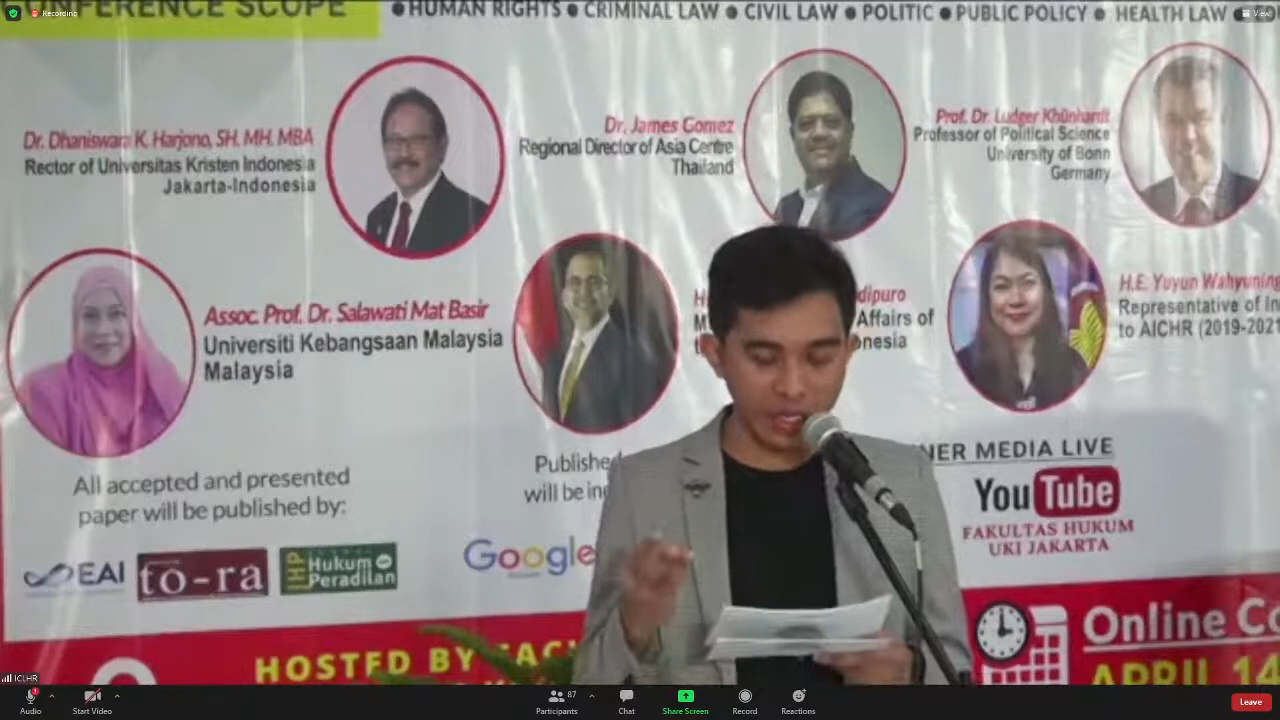 FERENCE SCOPE
● HUMAN RIGHTS ● CRIMINAL LAW ● CIVIL LAW ● POLITIC ● PUBLIC POLICY ● HEALTH LAW ●
Recording
View
Dr. Dhaniswara K. Harjono, SH. MH. MBA
Rector of Universitas Kristen Indonesia
Jakarta-Indonesia
Dr. James Gomez
Regional Director of Asia Centre
Thailand
Prof. Dr. Ludger Khünhardt
Professor of Political Science
University of Bonn
Germany
Assoc. Prof. Dr. Salawati Mat Basir
Universiti Kebangsaan Malaysia
Malaysia
dipuro
Affairs of
onesia
H.E. Yuyun Wahyuning
Representative of In
to AICHR (2019-2021
All accepted and presented
paper will be published by:
EAI
to-ra
JHP
Hukum
Peradilan
Publishe
will be in
Google
NER MEDIA LIVE
YouTube
FAKULTAS HUKUM
UKI JAKARTA
HOSTED BY FAC
Online Co
APRIL 14
ICLHR
Audio
Start Video
87
Participants
Chat
Share Screen
Record
Reactions
Leave